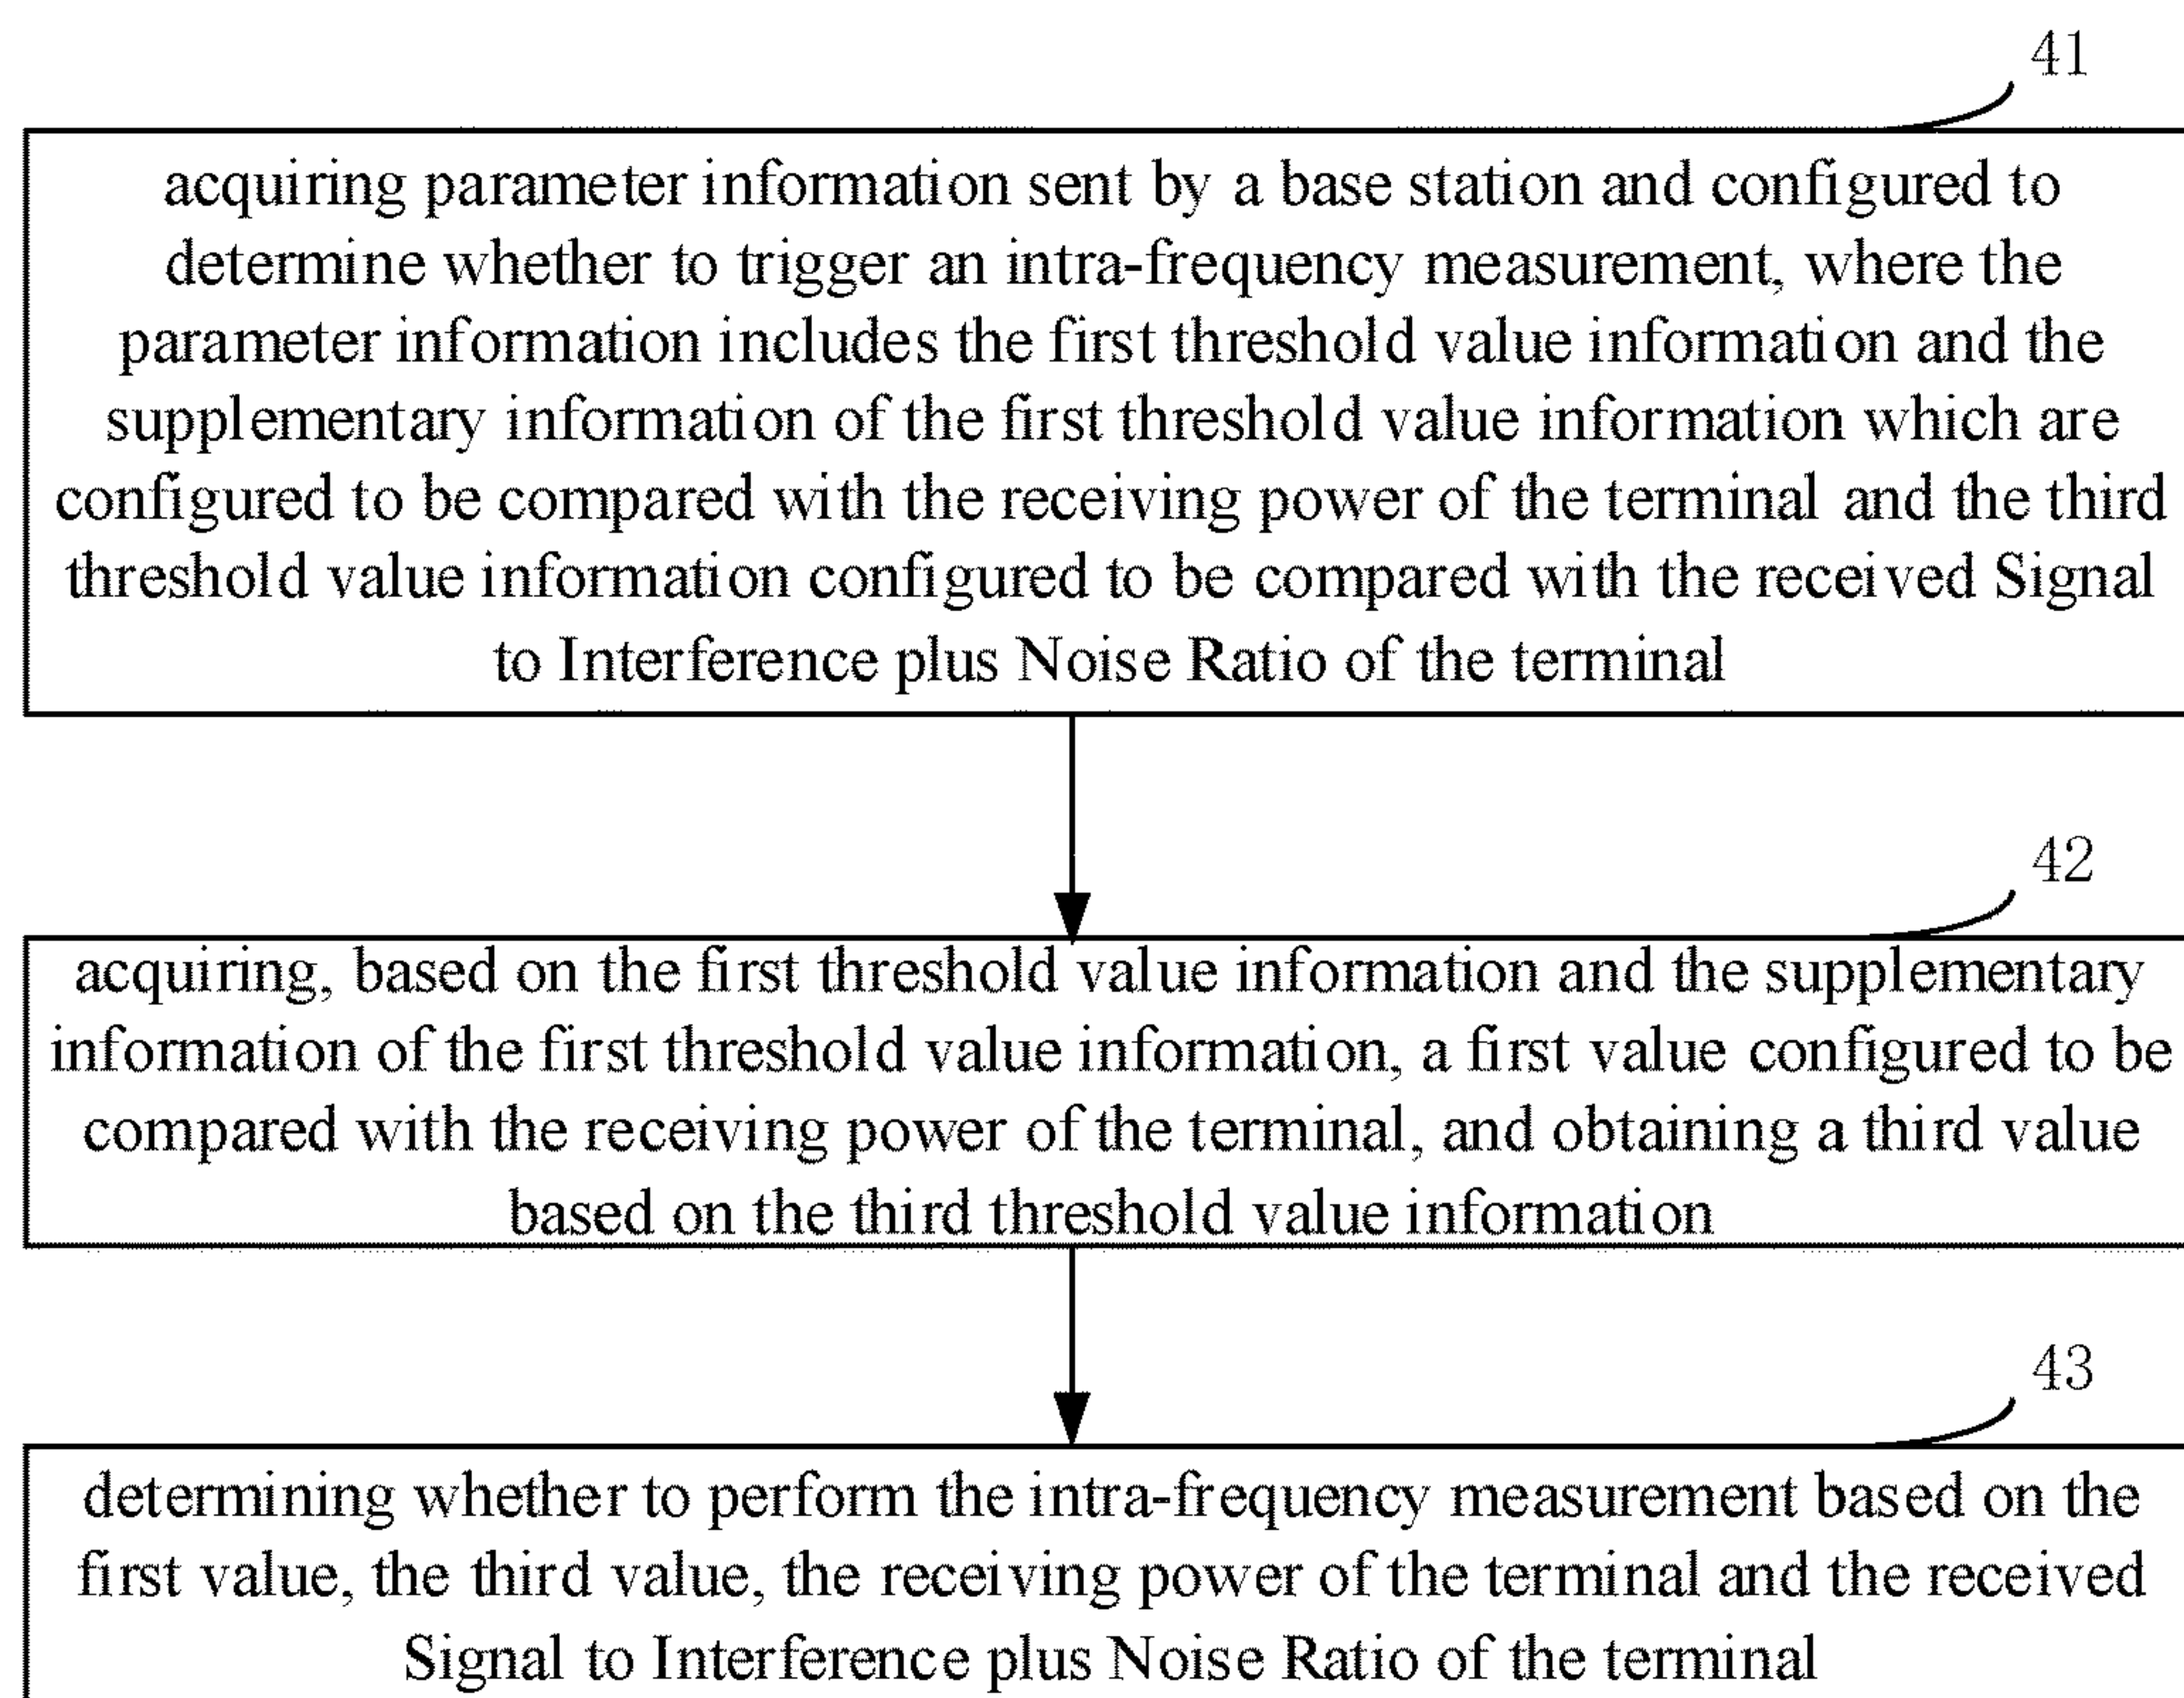 41
acquiring parameter information sent by a base station and configured to
determine whether to trigger an intra-frequency measurement, where the
parameter information includes the first threshold value information and the
supplementary information of the first threshold value information which are
configured to be compared with the receiving power of the terminal and the third
threshold value information configured to be compared with the received Signal
to Interference plus Noise Ratio of the terminal
42
acquiring, based on the first threshold value information and the supplementary
information of the first threshold value information, a first value configured to be
compared with the receiving power of the terminal, and obtaining a third value
based on the third threshold value information
43
determining whether to perform the intra-frequency measurement based on the
first value, the third value, the receiving power of the terminal and the received
Signal to Interference plus Noise Ratio of the terminal